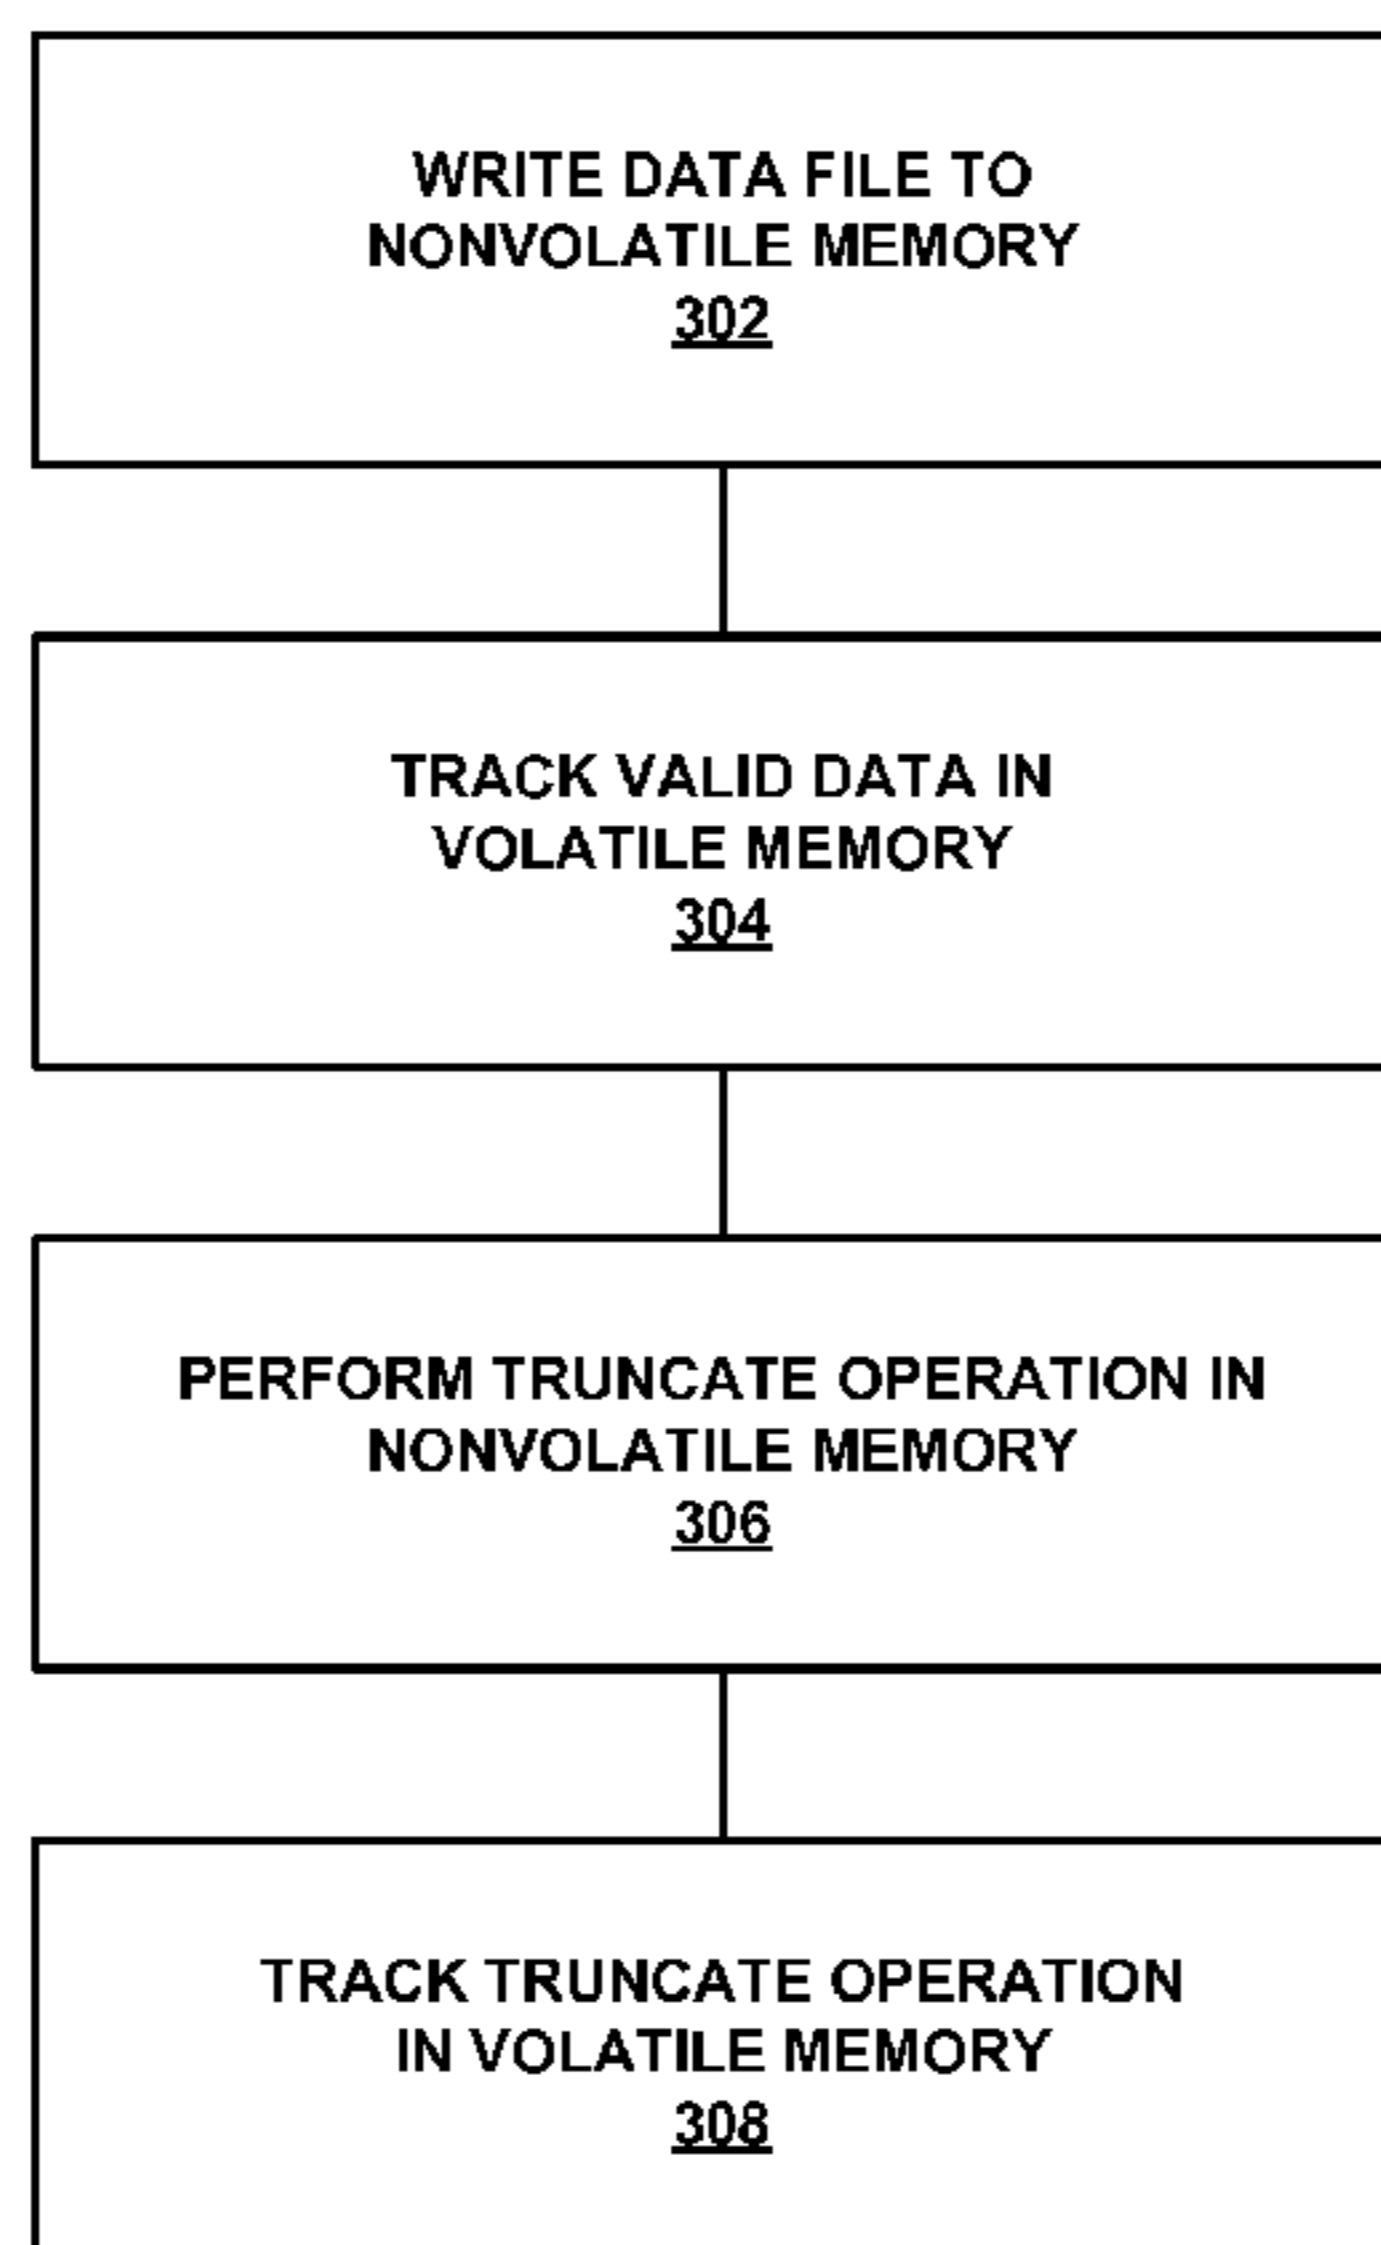 WRITE DATA FILE TO
NONVOLATILE MEMORY
302
TRACK VALID DATA IN
VOLATILE MEMORY
304
PERFORM TRUNCATE OPERATION IN
NONVOLATILE MEMORY
306
TRACK TRUNCATE OPERATION
IN VOLATILE MEMORY
308